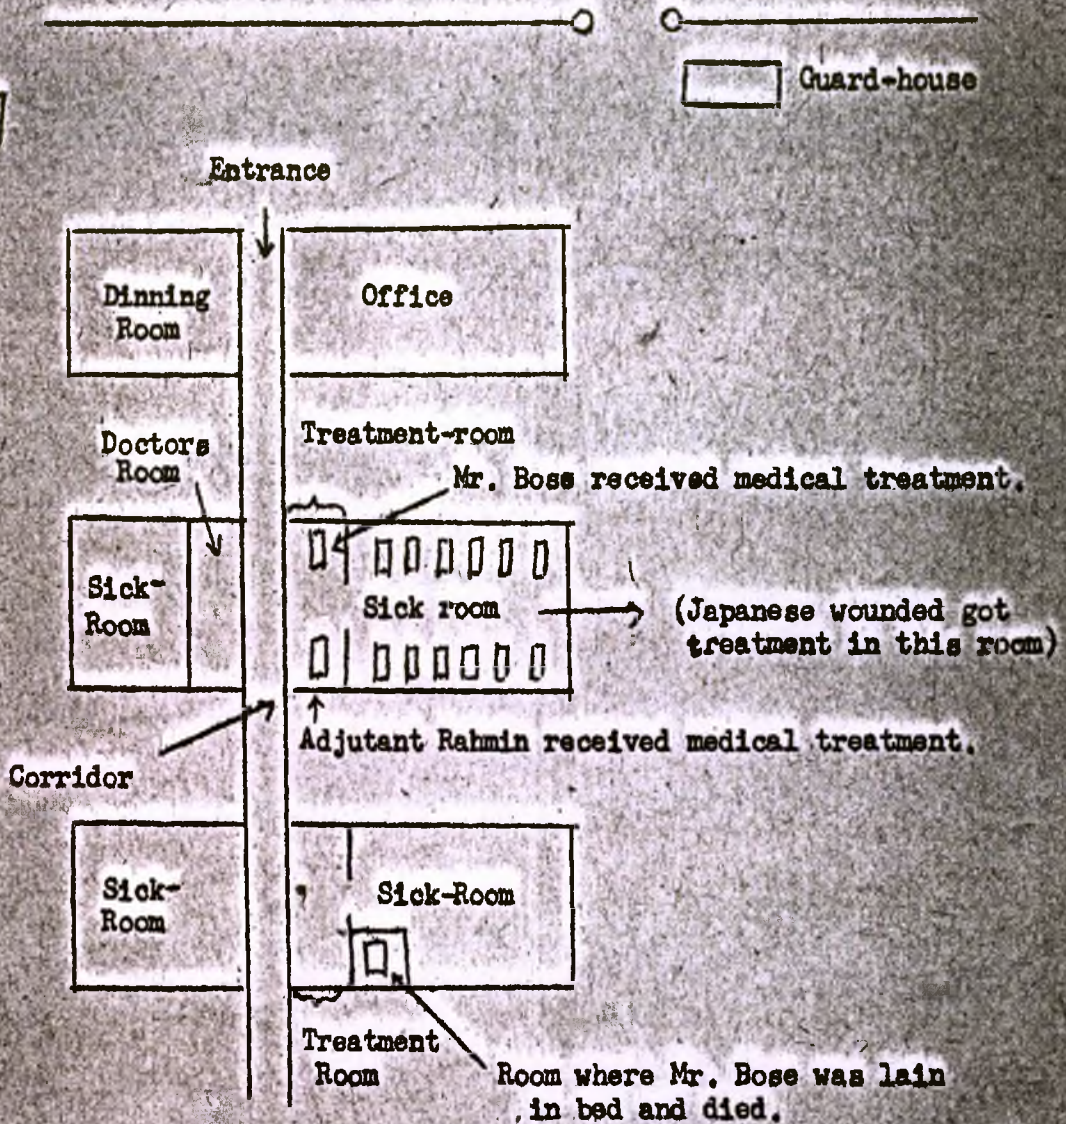 Guard-house
Entrance
Dinning
Room
Office
Doctors
Room
Treatment-room
Mr. Bose received medical treatment.
Sick-
Room
Sick room
(Japanese wounded got
treatment in this room)
Adjutant Rahmin received medical treatment.
Corridor
Sick-
Room
Sick-Room
Treatment
Room
Room where Mr. Bose was lain
in bed and died.